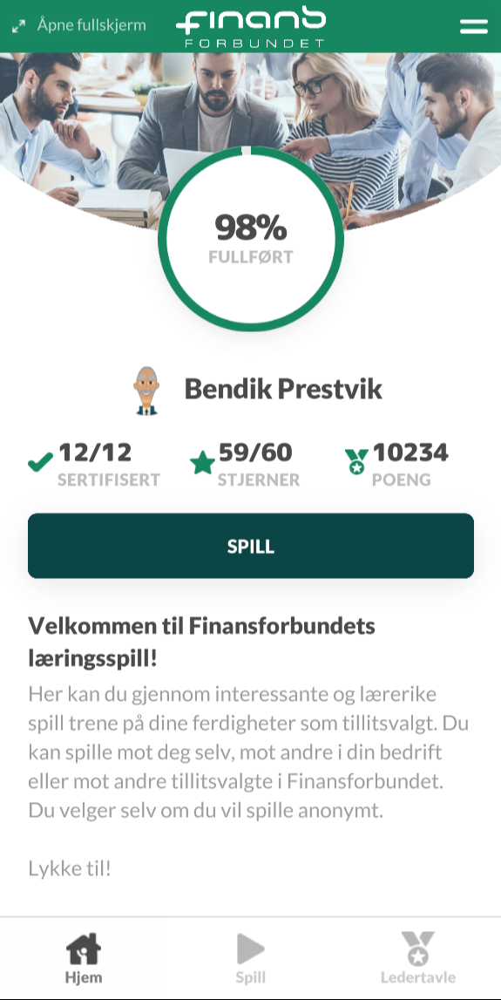 Åpne fullskjerm
finans
FORBUNDET
98%
FULLFØRT
Bendik Prestvik
12/12
SERTIFISERT
59/60
STJERNER
10234
POENG
SPILL
Velkommen til Finansforbundets
læringsspill!
Her kan du gjennom interessante og lærerike
spill trene på dine ferdigheter som tillitsvalgt. Du
kan spille mot deg selv, mot andre i din bedrift
eller mot andre tillitsvalgte i Finansforbundet.
Du velger selv om du vil spille anonymt.
Lykke til!
Hjem
Spill
Ledertavle